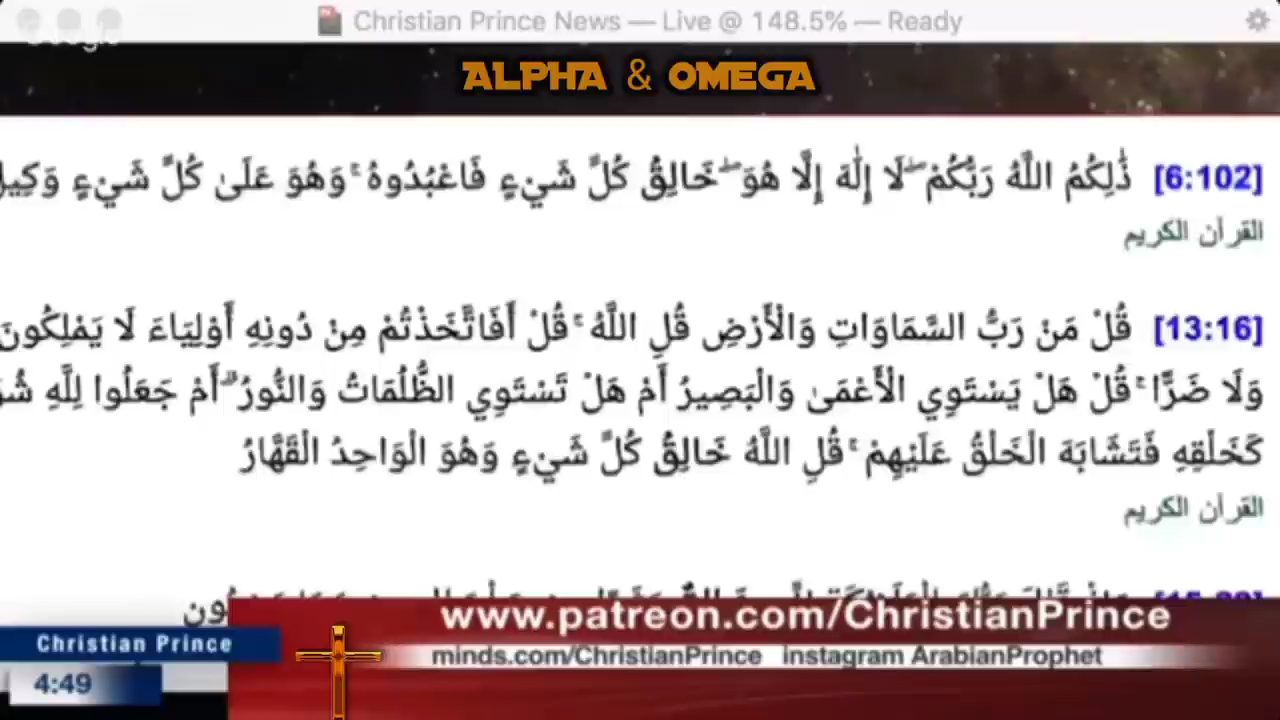 Christian Prince News — Live @ 148.5% — Ready
Google
ALPHA & OMEGA
[6:102] ذَٰلِكُمُ اللَّهُ رَبُّكُمْ ۖ لَا إِلَٰهَ إِلَّا هُوَ ۖ خَالِقُ كُلِّ شَيْءٍ فَاعْبُدُوهُ ۚ وَهُوَ عَلَىٰ كُلِّ شَيْءٍ وَكِيل
القرآن الكريم
[13:16] قُلْ مَن رَّبُّ السَّمَاوَاتِ وَالْأَرْضِ قُلِ اللَّهُ ۚ قُلْ أَفَاتَّخَذْتُمْ مِنْ دُونِهِ أَوْلِيَاءَ لَا يَمْلِكُونَ
وَلَا ضَرًّا ۚ قُلْ هَلْ يَسْتَوِي الْأَعْمَىٰ وَالْبَصِيرُ أَمْ هَلْ تَسْتَوِي الظُّلُمَاتُ وَالنُّورُ ۗ أَمْ جَعَلُوا لِلَّهِ
كَخَلْقِهِ فَتَشَابَهَ الْخَلْقُ عَلَيْهِمْ ۚ قُلِ اللَّهُ خَالِقُ كُلِّ شَيْءٍ وَهُوَ الْوَاحِدُ الْقَهَّارُ
القرآن الكريم
www.patreon.com/ChristianPrince
Christian Prince
minds.com/ChristianPrince instagram ArabianProphet
4:49